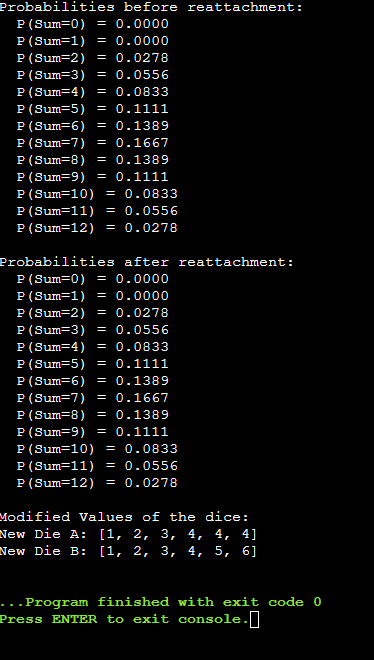 Probabilities before reattachment:
P(Sum=0) = 0.0000
P(Sum=1) = 0.0000
P(Sum=2) = 0.0278
P(Sum=3) = 0.0556
P(Sum=4) = 0.0833
P(Sum=5) = 0.1111
P(Sum=6) = 0.1389
P(Sum=7) = 0.1667
P(Sum=8) = 0.1389
P(Sum=9) = 0.1111
P(Sum=10) = 0.0833
P(Sum=11) = 0.0556
P(Sum=12) = 0.0278
Probabilities after reattachment:
P(Sum=0) = 0.0000
P(Sum=1) = 0.0000
P(Sum=2) = 0.0278
P(Sum=3) = 0.0556
P(Sum=4) = 0.0833
P(Sum=5) = 0.1111
P(Sum=6) = 0.1389
P(Sum=7) = 0.1667
P(Sum=8) = 0.1389
P(Sum=9) = 0.1111
P(Sum=10) = 0.0833
P(Sum=11) = 0.0556
P(Sum=12) = 0.0278
Modified Values of the dice:
New Die A: [1, 2, 3, 4, 4, 4]
New Die B: [1, 2, 3, 4, 5, 6]
...Program finished with exit code 0
Press ENTER to exit console.